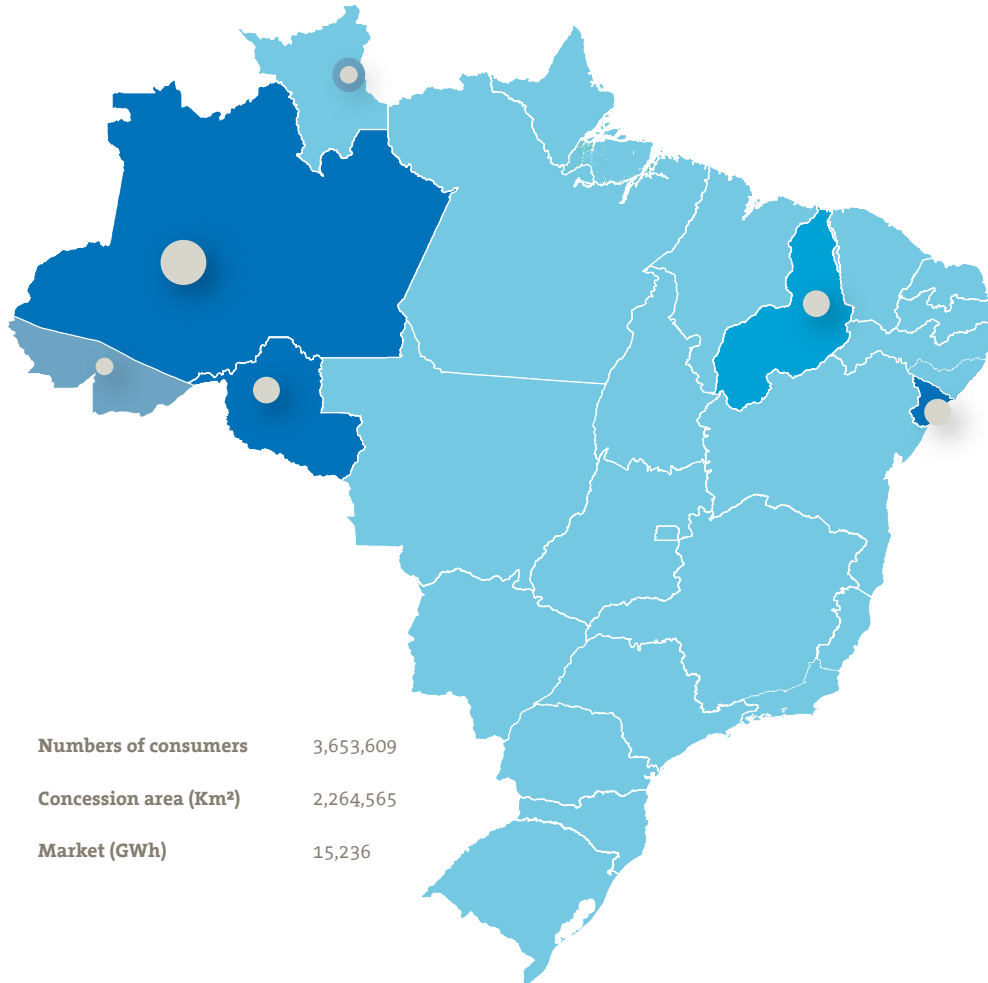 Numbers of consumers 3,653,609
Concession area (Km²) 2,264,565
Market (GWh) 15,236